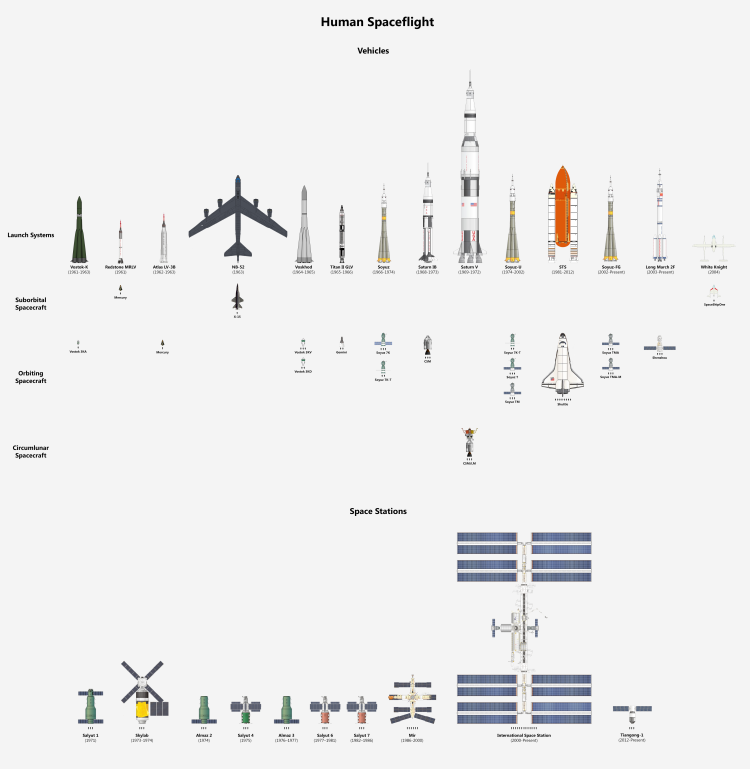 Human Spaceflight
Vehicles
Launch Systems
Vostok-K
(1961-1963)
Redstone MRLV
(1961)
Atlas LV-3B
(1962-1963)
NB-52
(1963)
Voskhod
(1964-1965)
Titan II GLV
(1965-1966)
Soyuz
(1966-1974)
Saturn IB
(1968-1973)
Saturn V
(1969-1972)
Soyuz-U
(1974-2002)
STS
(1981-2012)
Soyuz-FG
(2002-Present)
Long March 2F
(2003-Present)
White Knight
(2004)
Suborbital
Spacecraft
Mercury
X-15
SpaceShipOne
Orbiting
Spacecraft
Vostok 3KA
Mercury
Voskhod 3KV
Voskhod 3KD
Gemini
Soyuz 7K
Soyuz 7K-T
CSM
Soyuz 7K-T
Soyuz T
Soyuz TM
Shuttle
Soyuz TMA
Soyuz TMA-M
Shenzhou
Circumlunar
Spacecraft
CSM/LM
Space Stations
Salyut 1
(1971)
Skylab
(1973-1974)
Almaz 2
(1974)
Salyut 4
(1975)
Almaz 3
(1976-1977)
Salyut 6
(1977-1981)
Salyut 7
(1982-1986)
Mir
(1986-2000)
International Space Station
(2000-Present)
Tiangong-1
(2012-Present)